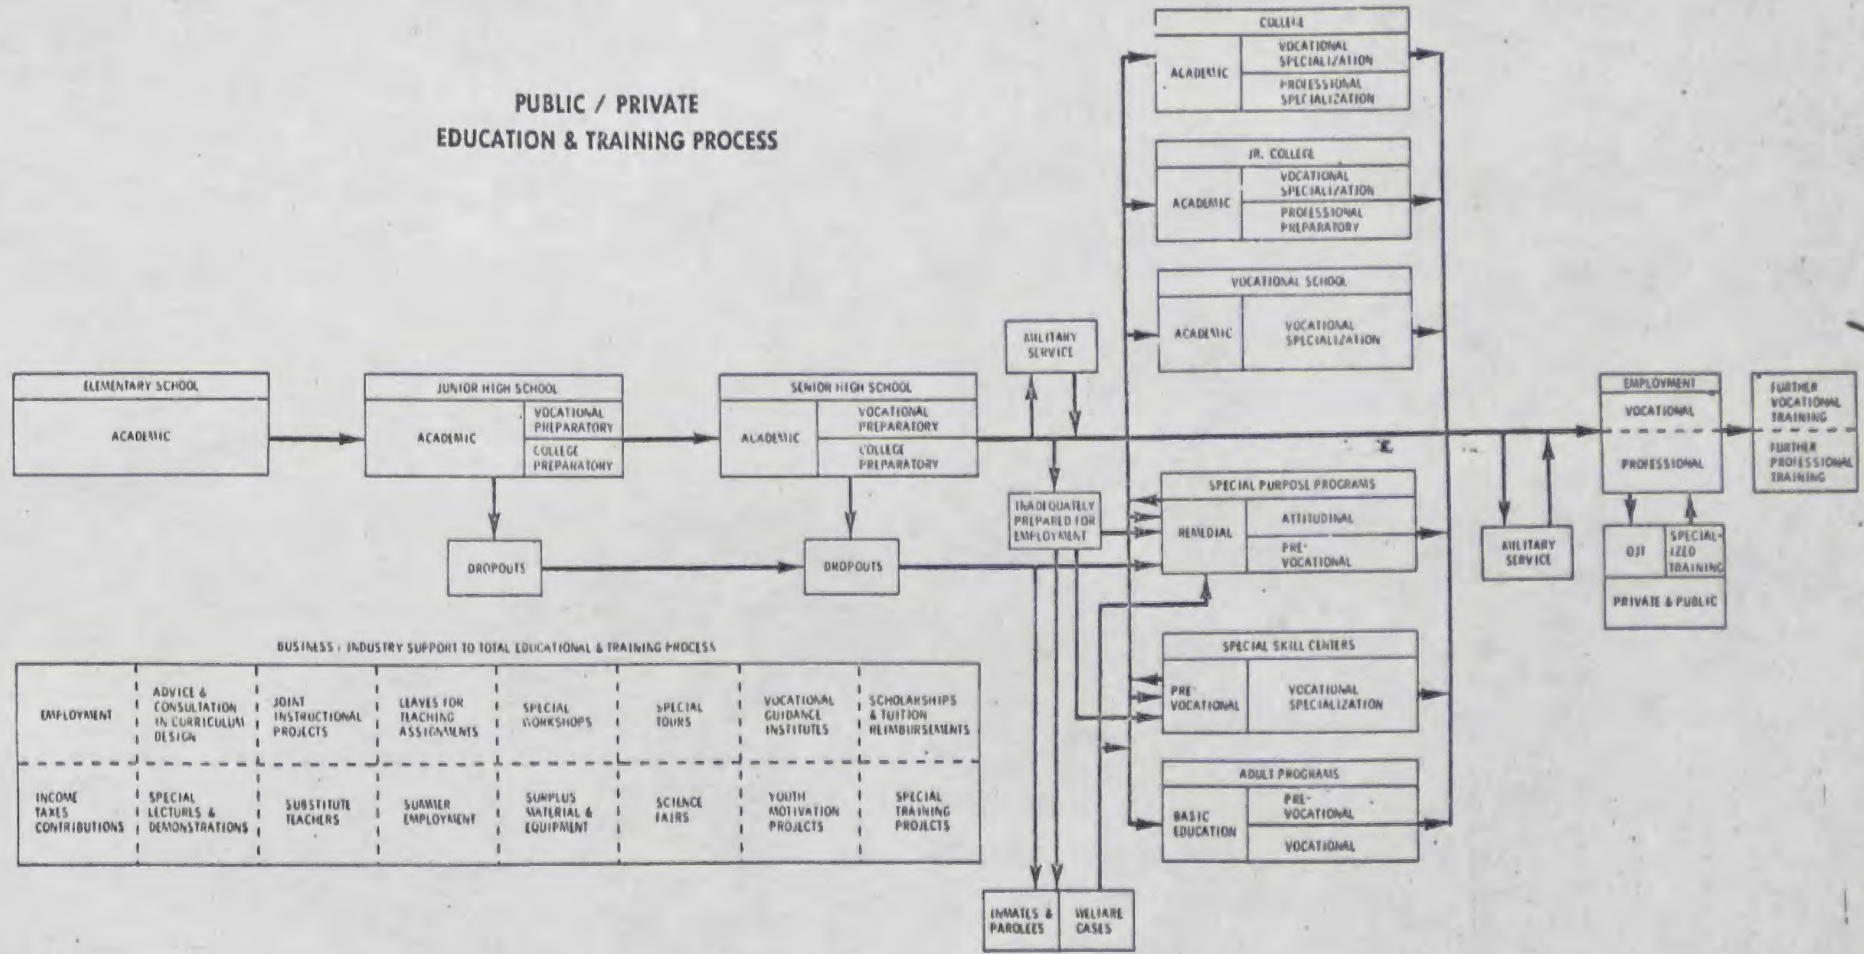 PUBLIC / PRIVATE
EDUCATION & TRAINING PROCESS
COLLEGE
ACADEMIC
VOCATIONAL
SPECIALIZATION
PROFESSIONAL
SPECIALIZATION
JR. COLLEGE
ACADEMIC
VOCATIONAL
SPECIALIZATION
PROFESSIONAL
PREPARATORY
VOCATIONAL SCHOOL
ACADEMIC
VOCATIONAL
SPECIALIZATION
MILITARY
SERVICE
ELEMENTARY SCHOOL
ACADEMIC
JUNIOR HIGH SCHOOL
ACADEMIC
VOCATIONAL
PREPARATORY
COLLEGE
PREPARATORY
SENIOR HIGH SCHOOL
ACADEMIC
VOCATIONAL
PREPARATORY
COLLEGE
PREPARATORY
EMPLOYMENT
VOCATIONAL
PROFESSIONAL
FURTHER
VOCATIONAL
TRAINING
FURTHER
PROFESSIONAL
TRAINING
DROPOUTS
DROPOUTS
INADEQUATELY
PREPARED FOR
EMPLOYMENT
SPECIAL PURPOSE PROGRAMS
REMEDIAL
ATTITUDINAL
PRE-
VOCATIONAL
MILITARY
SERVICE
OJT
SPECIAL-
IZED
TRAINING
PRIVATE & PUBLIC
SPECIAL SKILL CENTERS
PRE-
VOCATIONAL
VOCATIONAL
SPECIALIZATION
ADULT PROGRAMS
BASIC
EDUCATION
PRE-
VOCATIONAL
VOCATIONAL
INMATES &
PAROLEES
WELFARE
CASES
BUSINESS - INDUSTRY SUPPORT TO TOTAL EDUCATIONAL & TRAINING PROCESS
EMPLOYMENT
ADVICE &
CONSULTATION
IN CURRICULUM
DESIGN
JOINT
INSTRUCTIONAL
PROJECTS
LEAVES FOR
TEACHING
ASSIGNMENTS
SPECIAL
WORKSHOPS
SPECIAL
TOURS
VOCATIONAL
GUIDANCE
INSTITUTES
SCHOLARSHIPS
& TUITION
REIMBURSEMENTS
INCOME
TAXES
CONTRIBUTIONS
SPECIAL
LECTURES &
DEMONSTRATIONS
SUBSTITUTE
TEACHERS
SUMMER
EMPLOYMENT
SURPLUS
MATERIAL &
EQUIPMENT
SCIENCE
FAIRS
YOUTH
MOTIVATION
PROJECTS
SPECIAL
TRAINING
PROJECTS